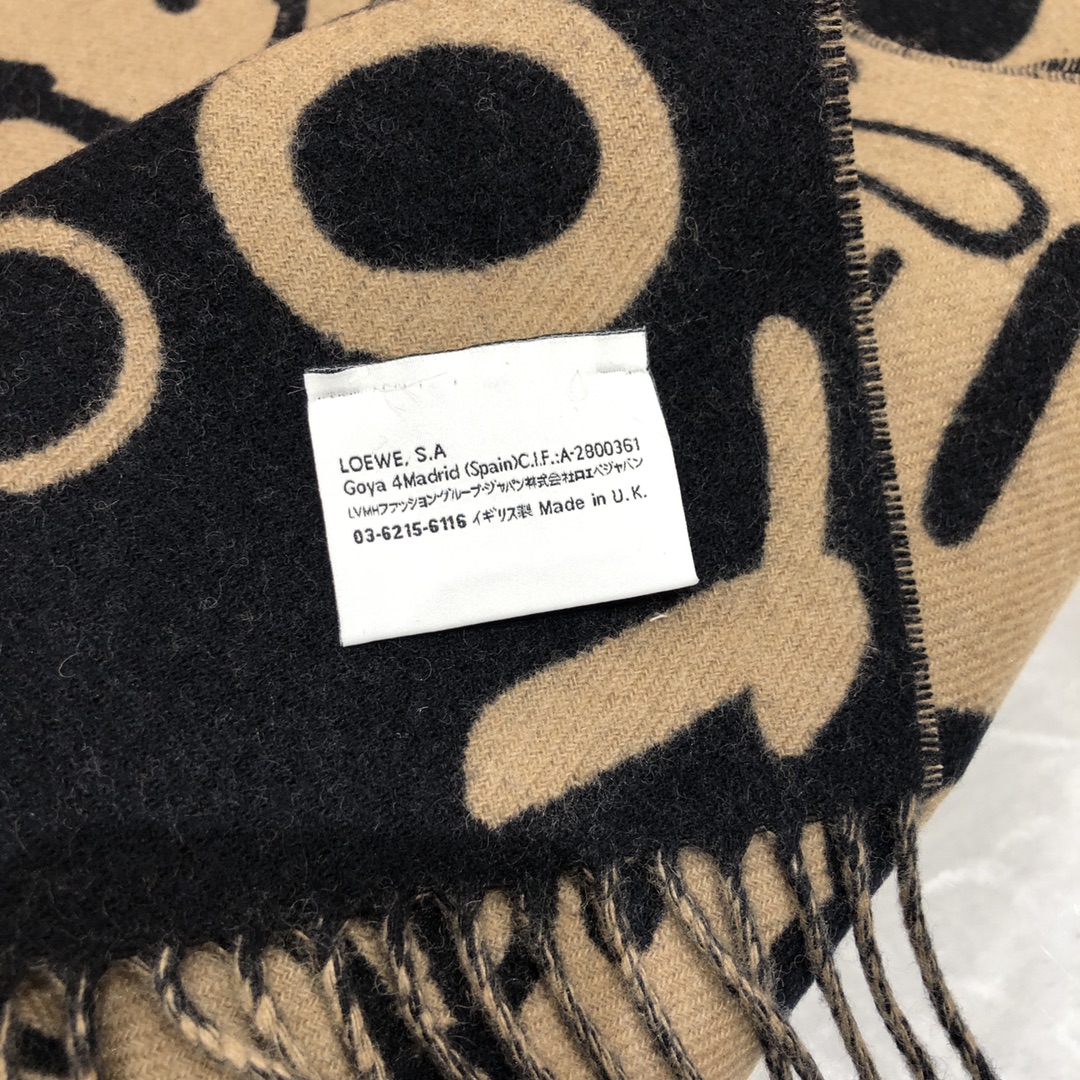 LOEWE, S.A
Goya 4Madrid (Spain)C.I.F.:A-2800361
LVMHファッション・グループ・ジャパン株式会社ロエベジャパン
03-6215-6116 イギリス製 Made in U.K.